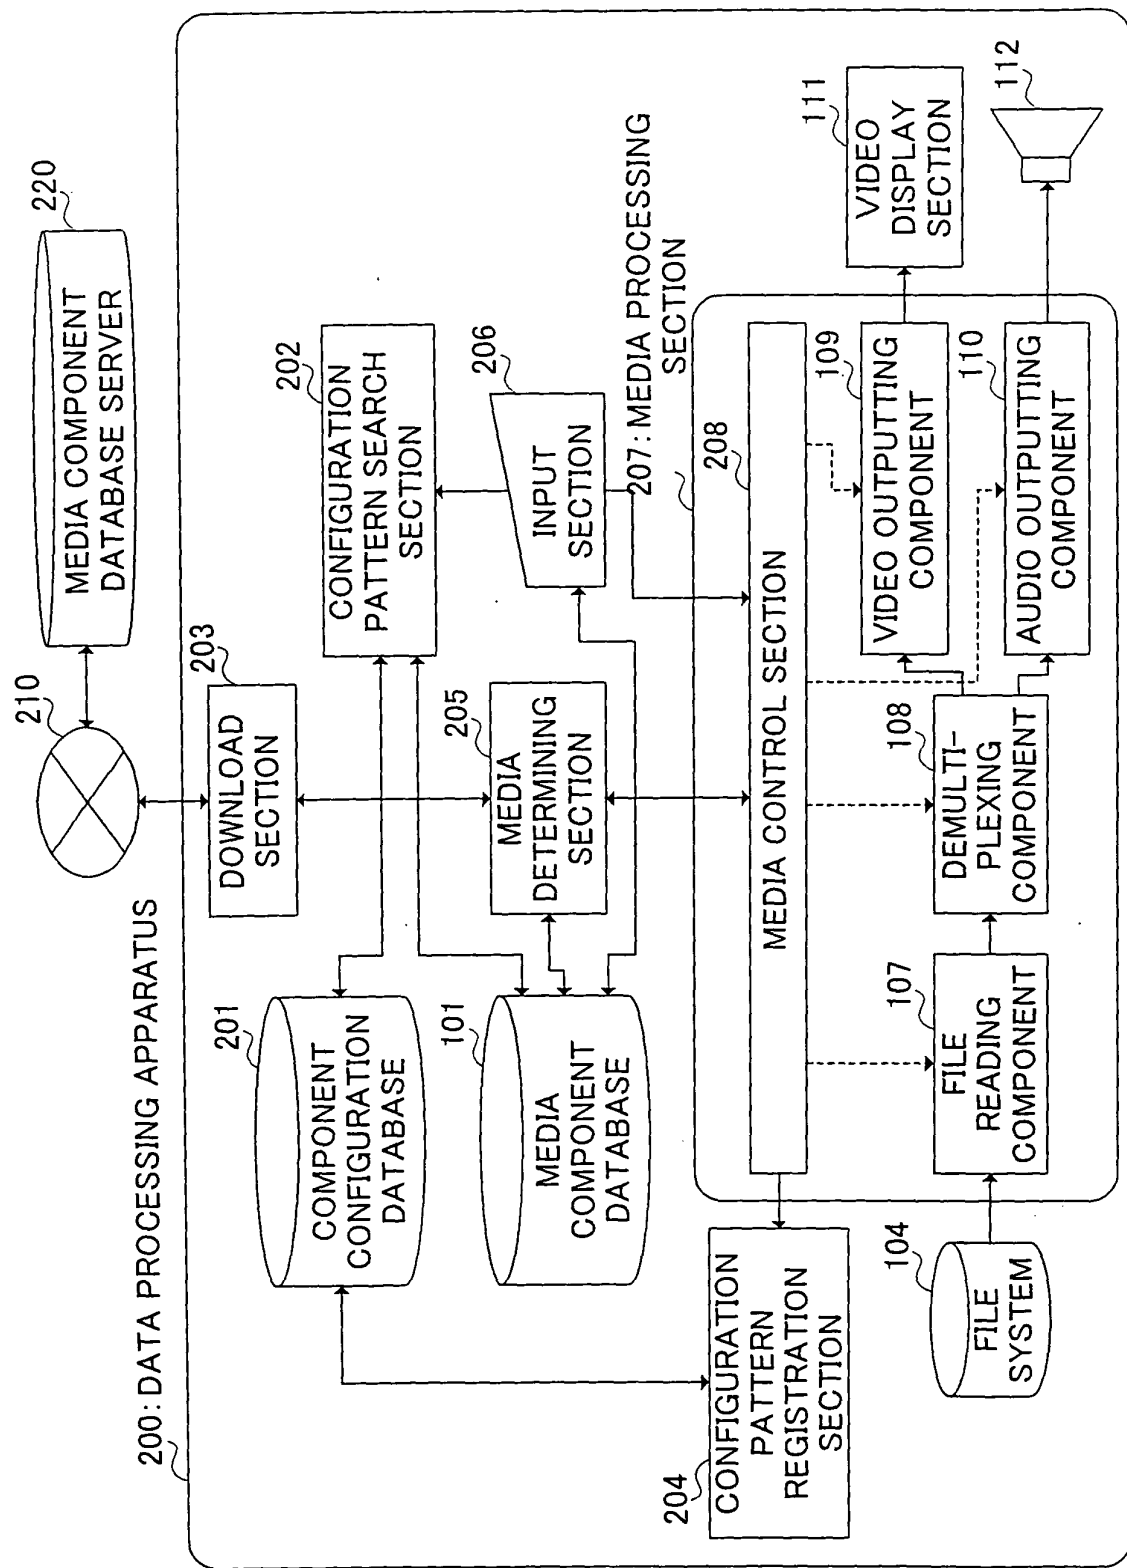 200:DATA PROCESSING APPARATUS
210
220
MEDIA COMPONENT
DATABASE SERVER
203
DOWNLOAD
SECTION
201
COMPONENT
CONFIGURATION
DATABASE
202
CONFIGURATION
PATTERN SEARCH
SECTION
101
MEDIA
COMPONENT
DATABASE
205
MEDIA
DETERMINING
SECTION
206
INPUT
SECTION
207:MEDIA PROCESSING
SECTION
204
CONFIGURATION
PATTERN
REGISTRATION
SECTION
208
MEDIA CONTROL SECTION
104
FILE
SYSTEM
107
FILE
READING
COMPONENT
108
DEMULTI-
PLEXING
COMPONENT
109
VIDEO OUTPUTTING
COMPONENT
110
AUDIO OUTPUTTING
COMPONENT
111
VIDEO
DISPLAY
SECTION
112